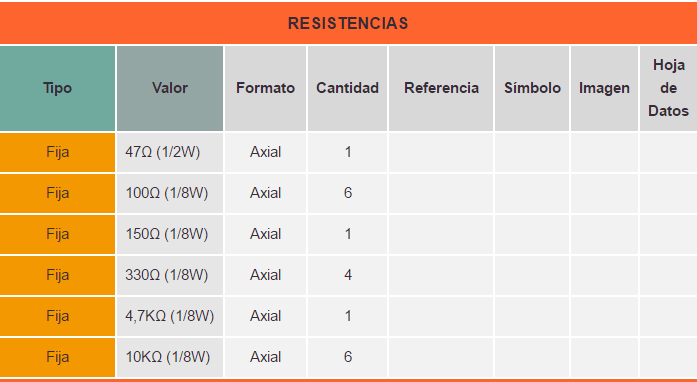 RESISTENCIAS
Tipo Valor Formato Cantidad Referencia Símbolo Imagen Hoja de Datos
Fija 47Ω (1/2W) Axial 1
Fija 100Ω (1/8W) Axial 6
Fija 150Ω (1/8W) Axial 1
Fija 330Ω (1/8W) Axial 4
Fija 4,7KΩ (1/8W) Axial 1
Fija 10KΩ (1/8W) Axial 6